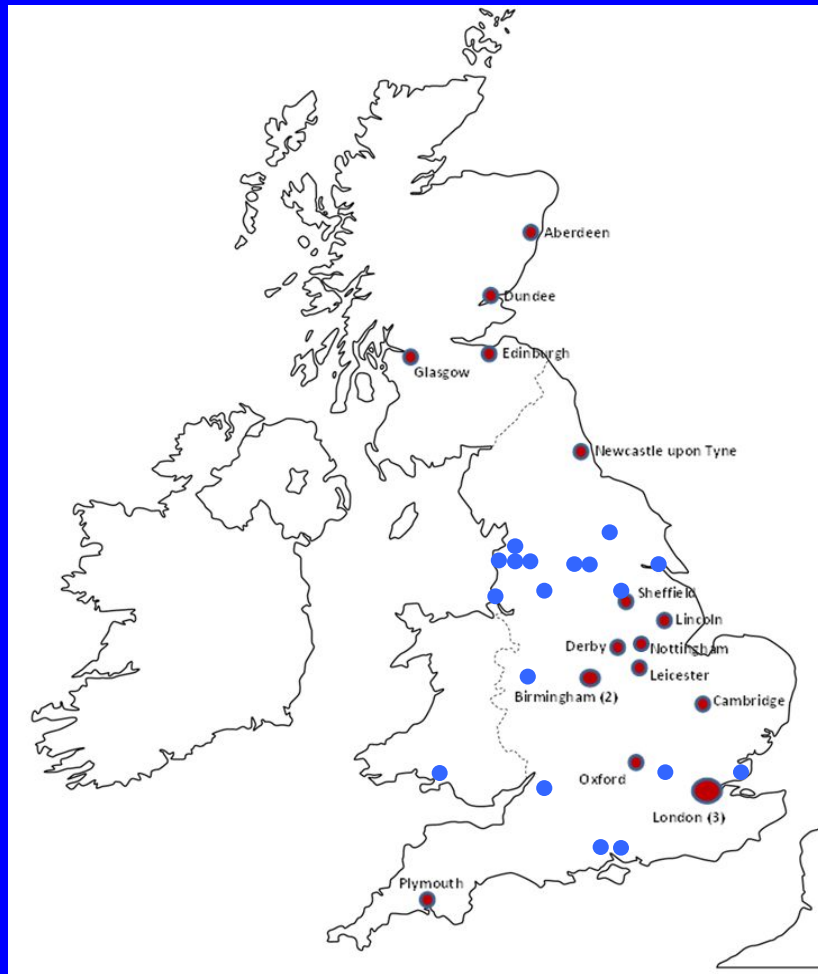 Aberdeen
Dundee
Edinburgh
Glasgow
Newcastle upon Tyne
Sheffield
Lincoln
Derby
Nottingham
Leicester
Birmingham (2)
Cambridge
Oxford
London (3)
Plymouth